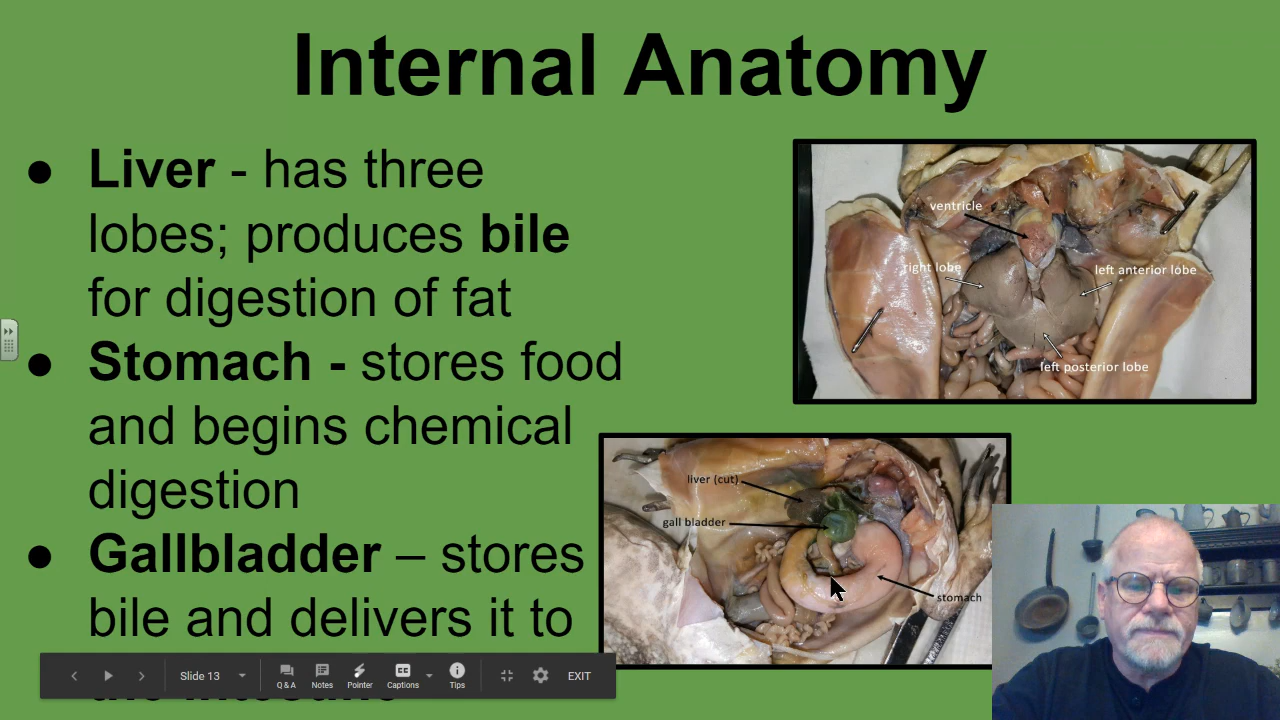 Internal Anatomy
● Liver - has three
lobes; produces bile
for digestion of fat
● Stomach - stores food
and begins chemical
digestion
● Gallbladder – stores
bile and delivers it to
ventricle
right lobe
left anterior lobe
left posterior lobe
liver (cut)
gall bladder
stomach
Slide 13
Q & A
Notes
Pointer
CC
Captions
Tips
EXIT